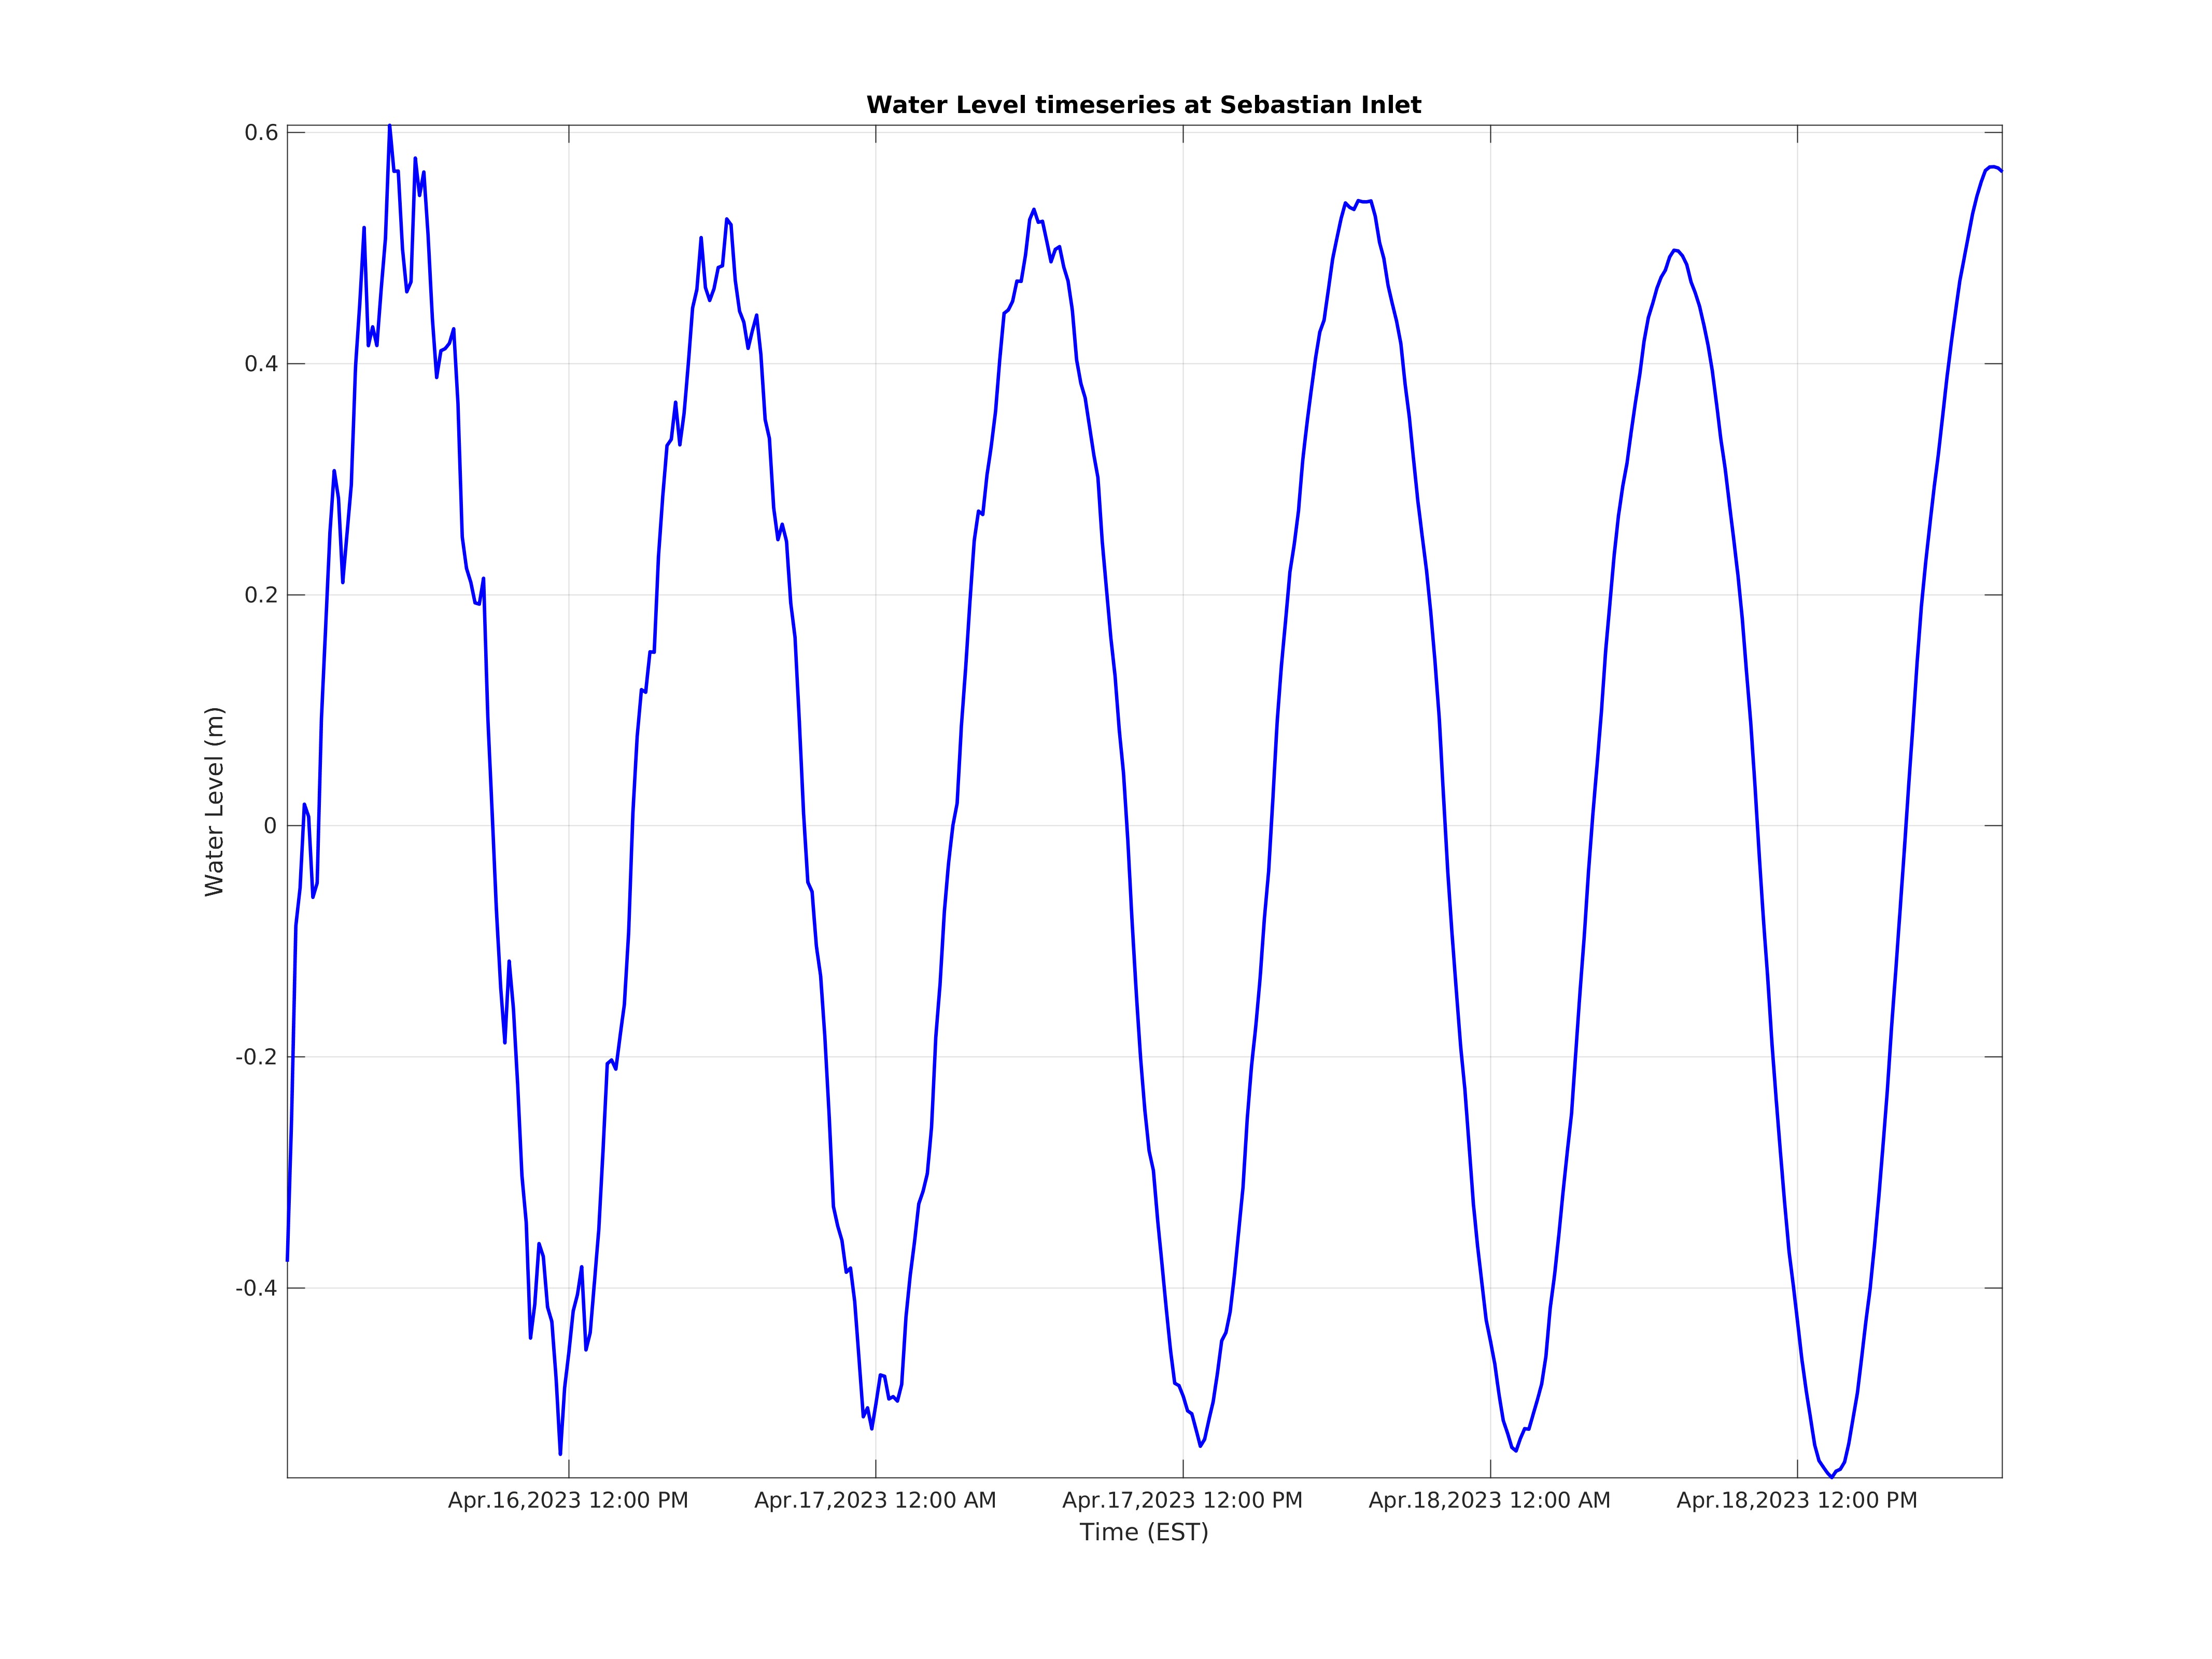 Water Level timeseries at Sebastian Inlet
0.6
0.4
0.2
0
-0.2
-0.4
Water Level (m)
Apr.16,2023 12:00 PM
Apr.17,2023 12:00 AM
Apr.17,2023 12:00 PM
Apr.18,2023 12:00 AM
Apr.18,2023 12:00 PM
Time (EST)